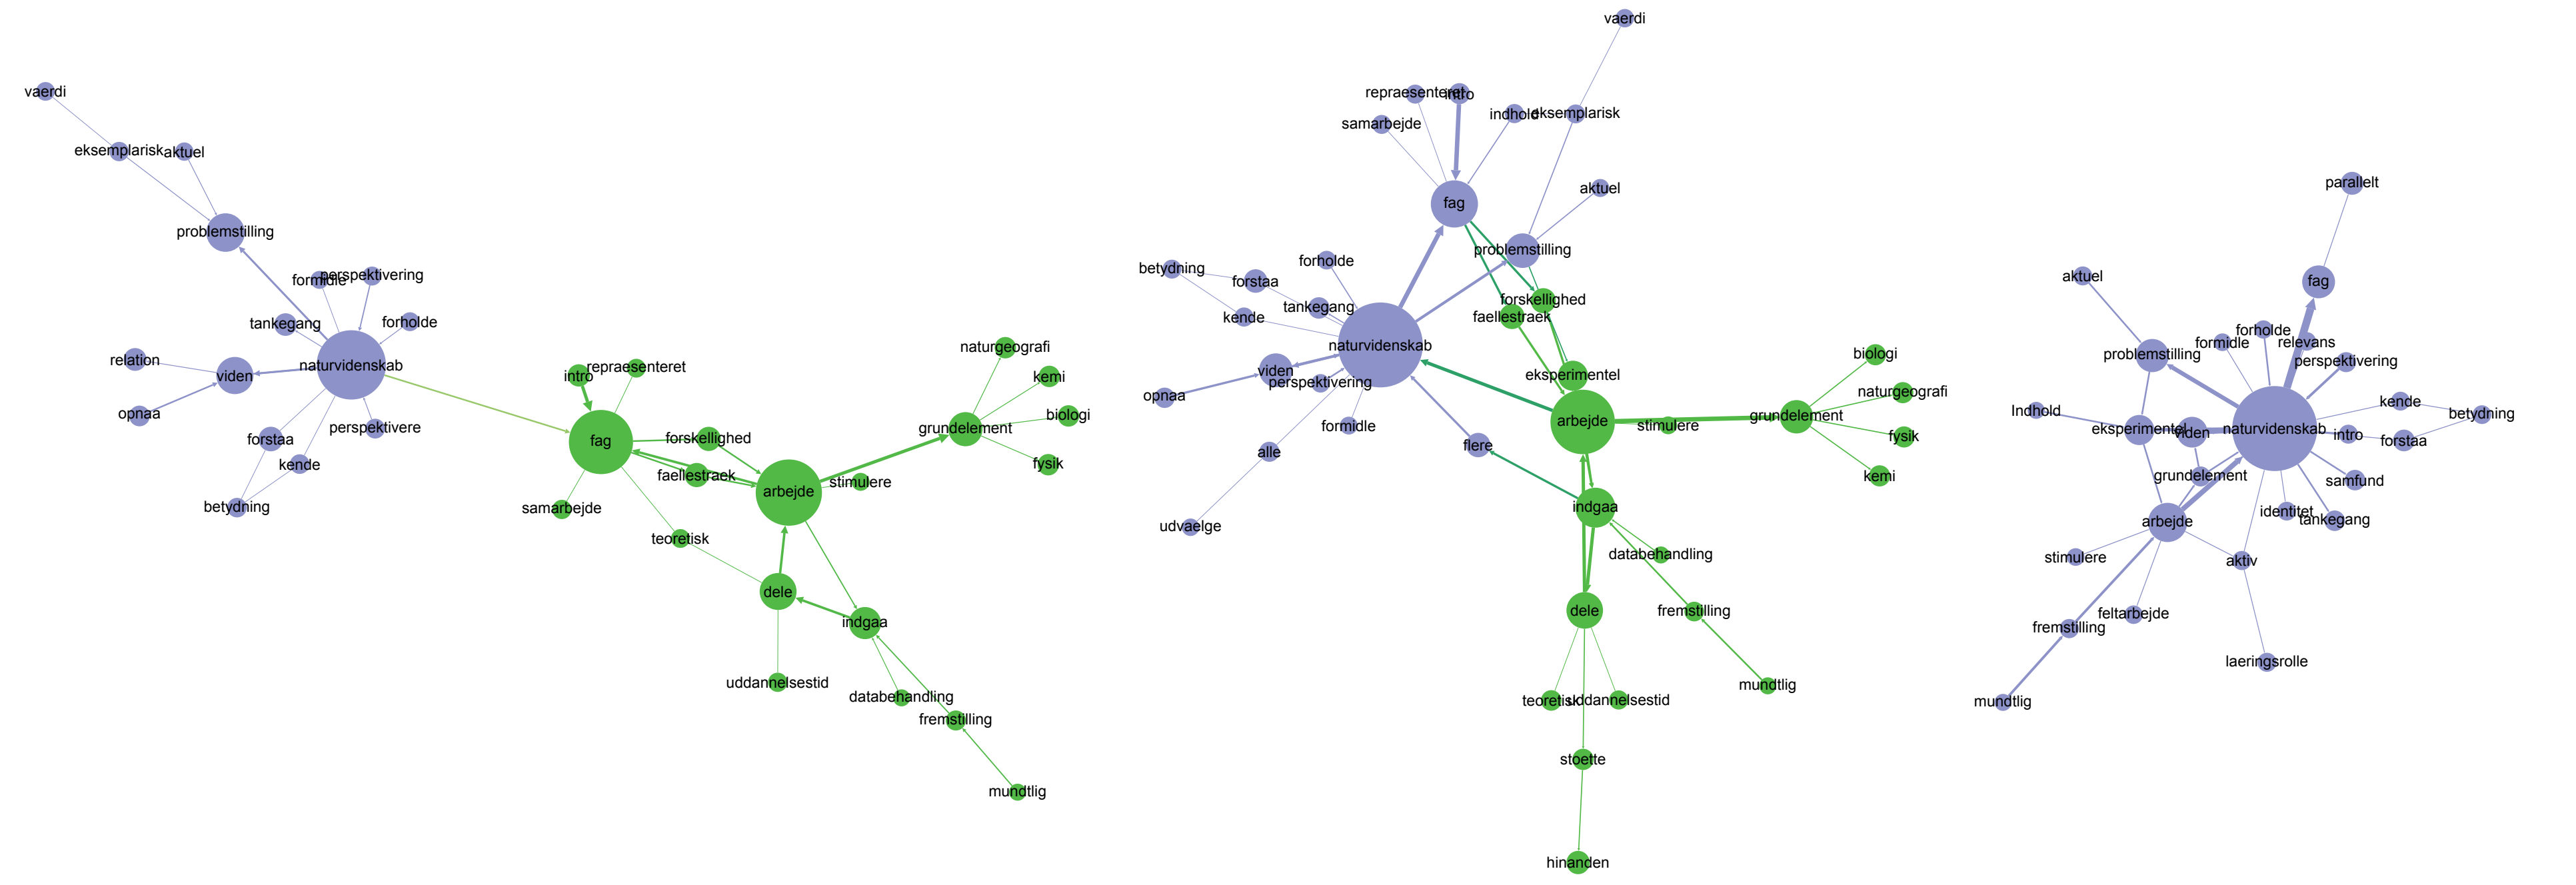 vaerdi
eksemplarisk
aktuel
problemstilling
formidle
perspektivering
tankegang
forholde
relation
viden
naturvidenskab
opnaa
perspektivere
forstaa
kende
betydning
naturgeografi
intro
repraesenteret
kemi
biologi
grundelement
fag
forskellighed
fysik
faellestraek
arbejde
stimulere
samarbejde
teoretisk
dele
indgaa
uddannelsestid
databehandling
fremstilling
mundtlig
vaerdi
repraesenteret
intro
indhold
eksemplarisk
samarbejde
aktuel
fag
problemstilling
forholde
betydning
forstaa
forskellighed
tankegang
kende
faellestraek
naturvidenskab
biologi
viden
eksperimentel
perspektivering
naturgeografi
opnaa
grundelement
arbejde
stimulere
formidle
fysik
flere
alle
kemi
indgaa
udvaelge
databehandling
dele
fremstilling
mundtlig
teoretisk
uddannelsestid
stoette
hinanden
parallelt
aktuel
fag
forholde
formidle
relevans
problemstilling
perspektivering
kende
Indhold
betydning
eksperimentel
viden
naturvidenskab
intro
forstaa
grundelement
samfund
identitet
tankegang
arbejde
stimulere
aktiv
feltarbejde
fremstilling
laeringsrolle
mundtlig